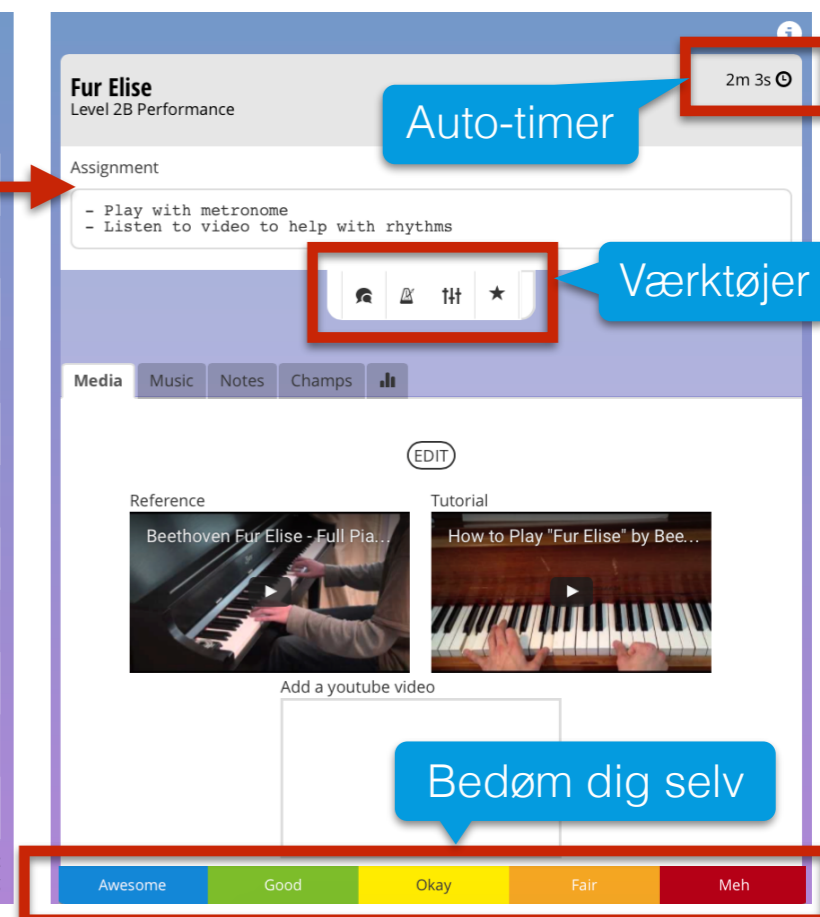 Fur Elise
Level 2B Performance
2m 3s
Auto-timer
Assignment
- Play with metronome
- Listen to video to help with rhythms
Værktøjer
Media Music Notes Champs
EDIT
Reference Tutorial
Beethoven Fur Elise - Full Pia... How to Play "Fur Elise" by Bee...
Add a youtube video
Bedøm dig selv
Awesome Good Okay Fair Meh